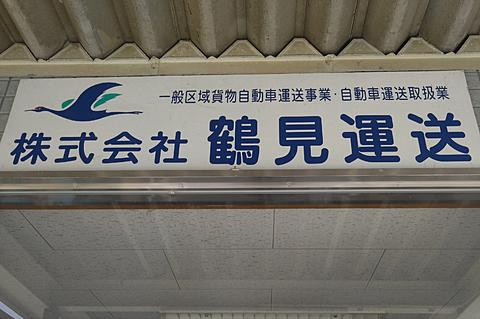 一般区域貨物自動車運送事業・自動車運送取扱業
株式会社 鶴見運送